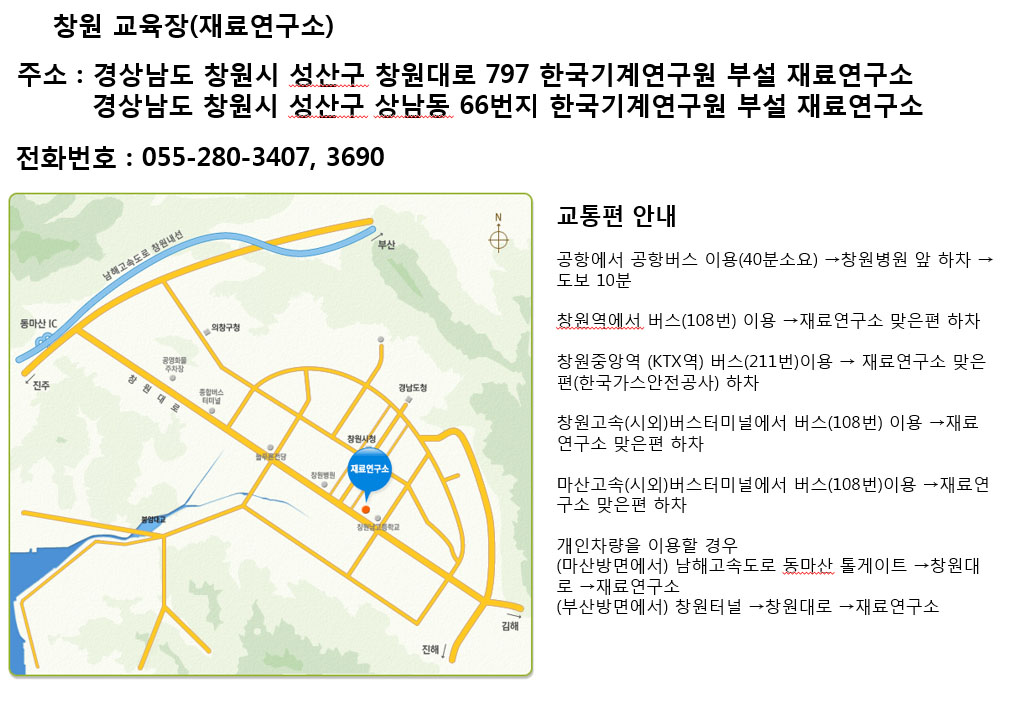 창원 교육장(재료연구소)
주소 : 경상남도 창원시 성산구 창원대로 797 한국기계연구원 부설 재료연구소
경상남도 창원시 성산구 상남동 66번지 한국기계연구원 부설 재료연구소
전화번호 : 055-280-3407, 3690
교통편 안내
공항에서 공항버스 이용(40분소요) →창원병원 앞 하차 →
도보 10분
창원역에서 버스(108번) 이용 →재료연구소 맞은편 하차
창원중앙역 (KTX역) 버스(211번)이용 → 재료연구소 맞은
편(한국가스안전공사) 하차
창원고속(시외)버스터미널에서 버스(108번) 이용 →재료
연구소 맞은편 하차
마산고속(시외)버스터미널에서 버스(108번)이용 →재료연
구소 맞은편 하차
개인차량을 이용할 경우
(마산방면에서) 남해고속도로 동마산 톨게이트 →창원대
로 →재료연구소
(부산방면에서) 창원터널 →창원대로 →재료연구소
N
부산
남해고속도로 창원내선
동마산 IC
진주
의창구청
공영화물
주차장
종합버스
터미널
창원대로
경남도청
창원시청
재료연구소
늘푸른전당
창원병원
창원남고등학교
봉암대교
김해
진해